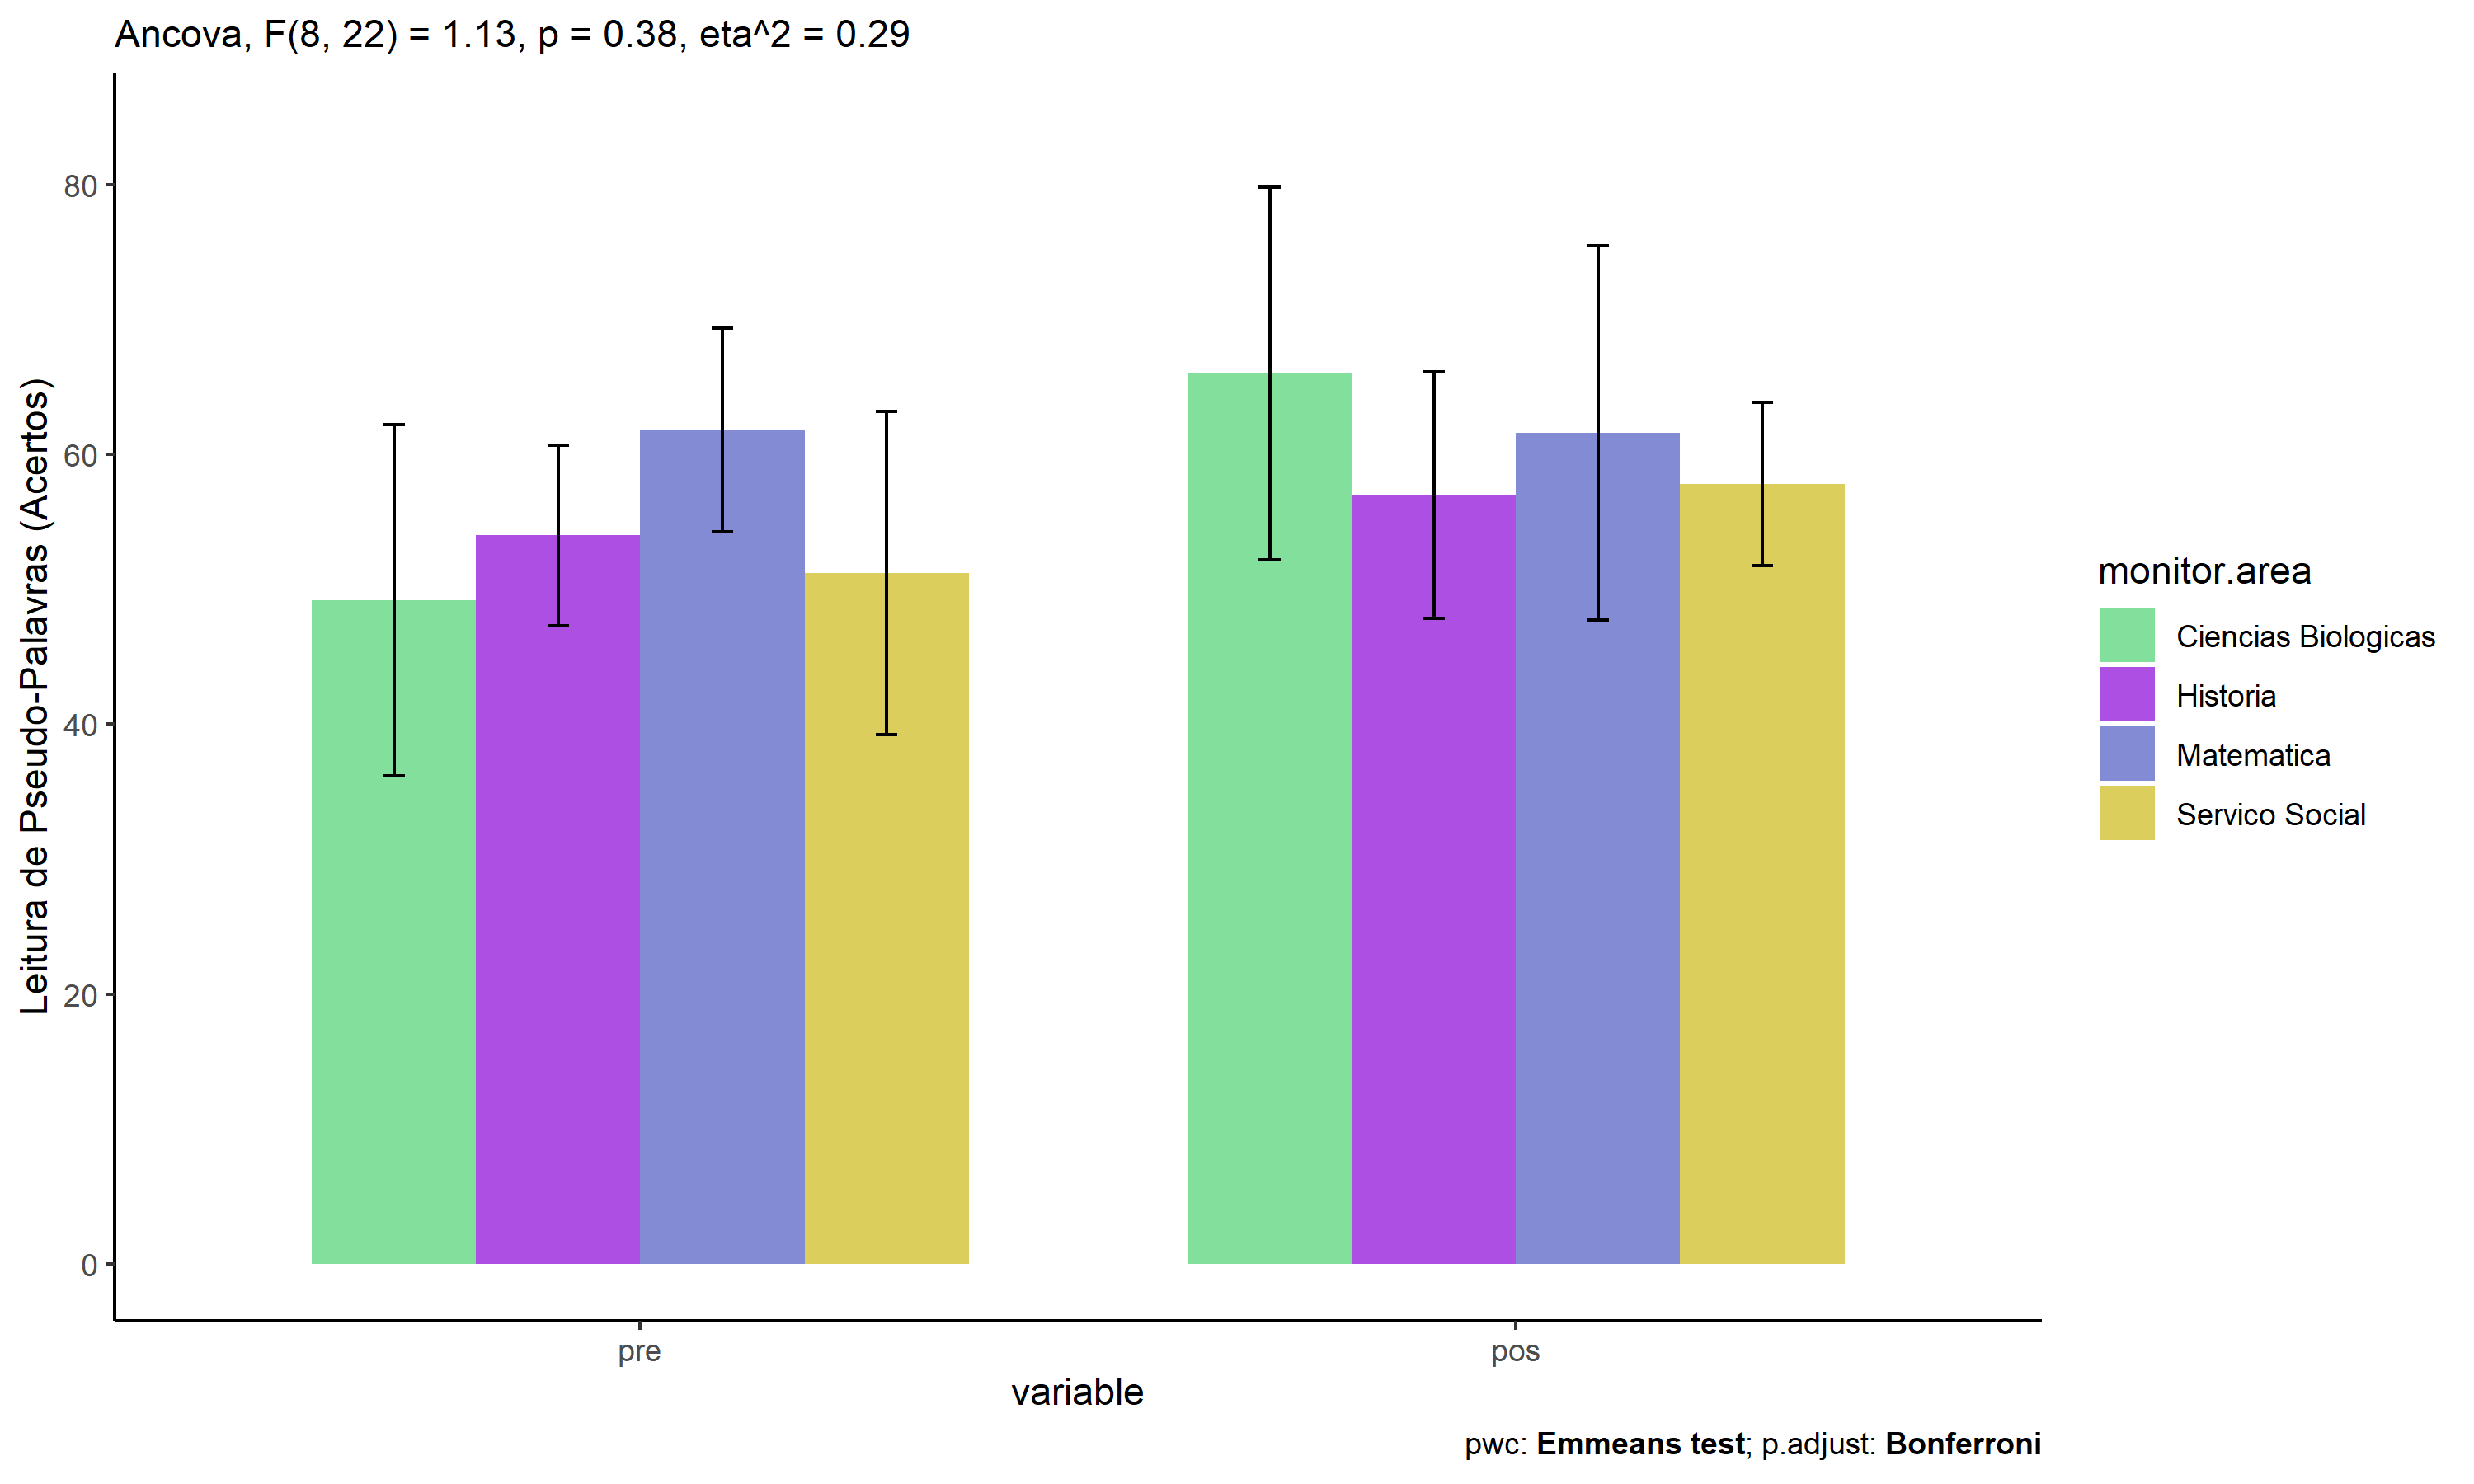 Ancova, F(8, 22) = 1.13, p = 0.38, eta^2 = 0.29
Leitura de Pseudo-Palavras (Acertos)
80
60
40
20
0
pre
pos
variable
monitor.area
Ciencias Biologicas
Historia
Matematica
Servico Social
pwc: Emmeans test; p.adjust: Bonferroni